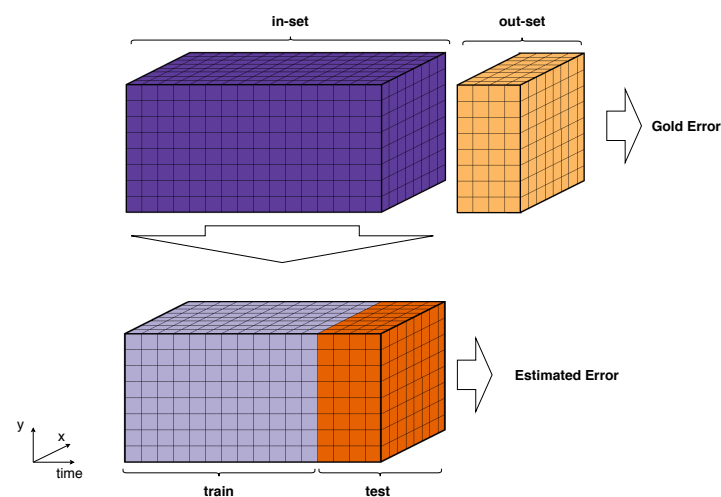 in-set
out-set
Gold Error
Estimated Error
y
x
time
train
test